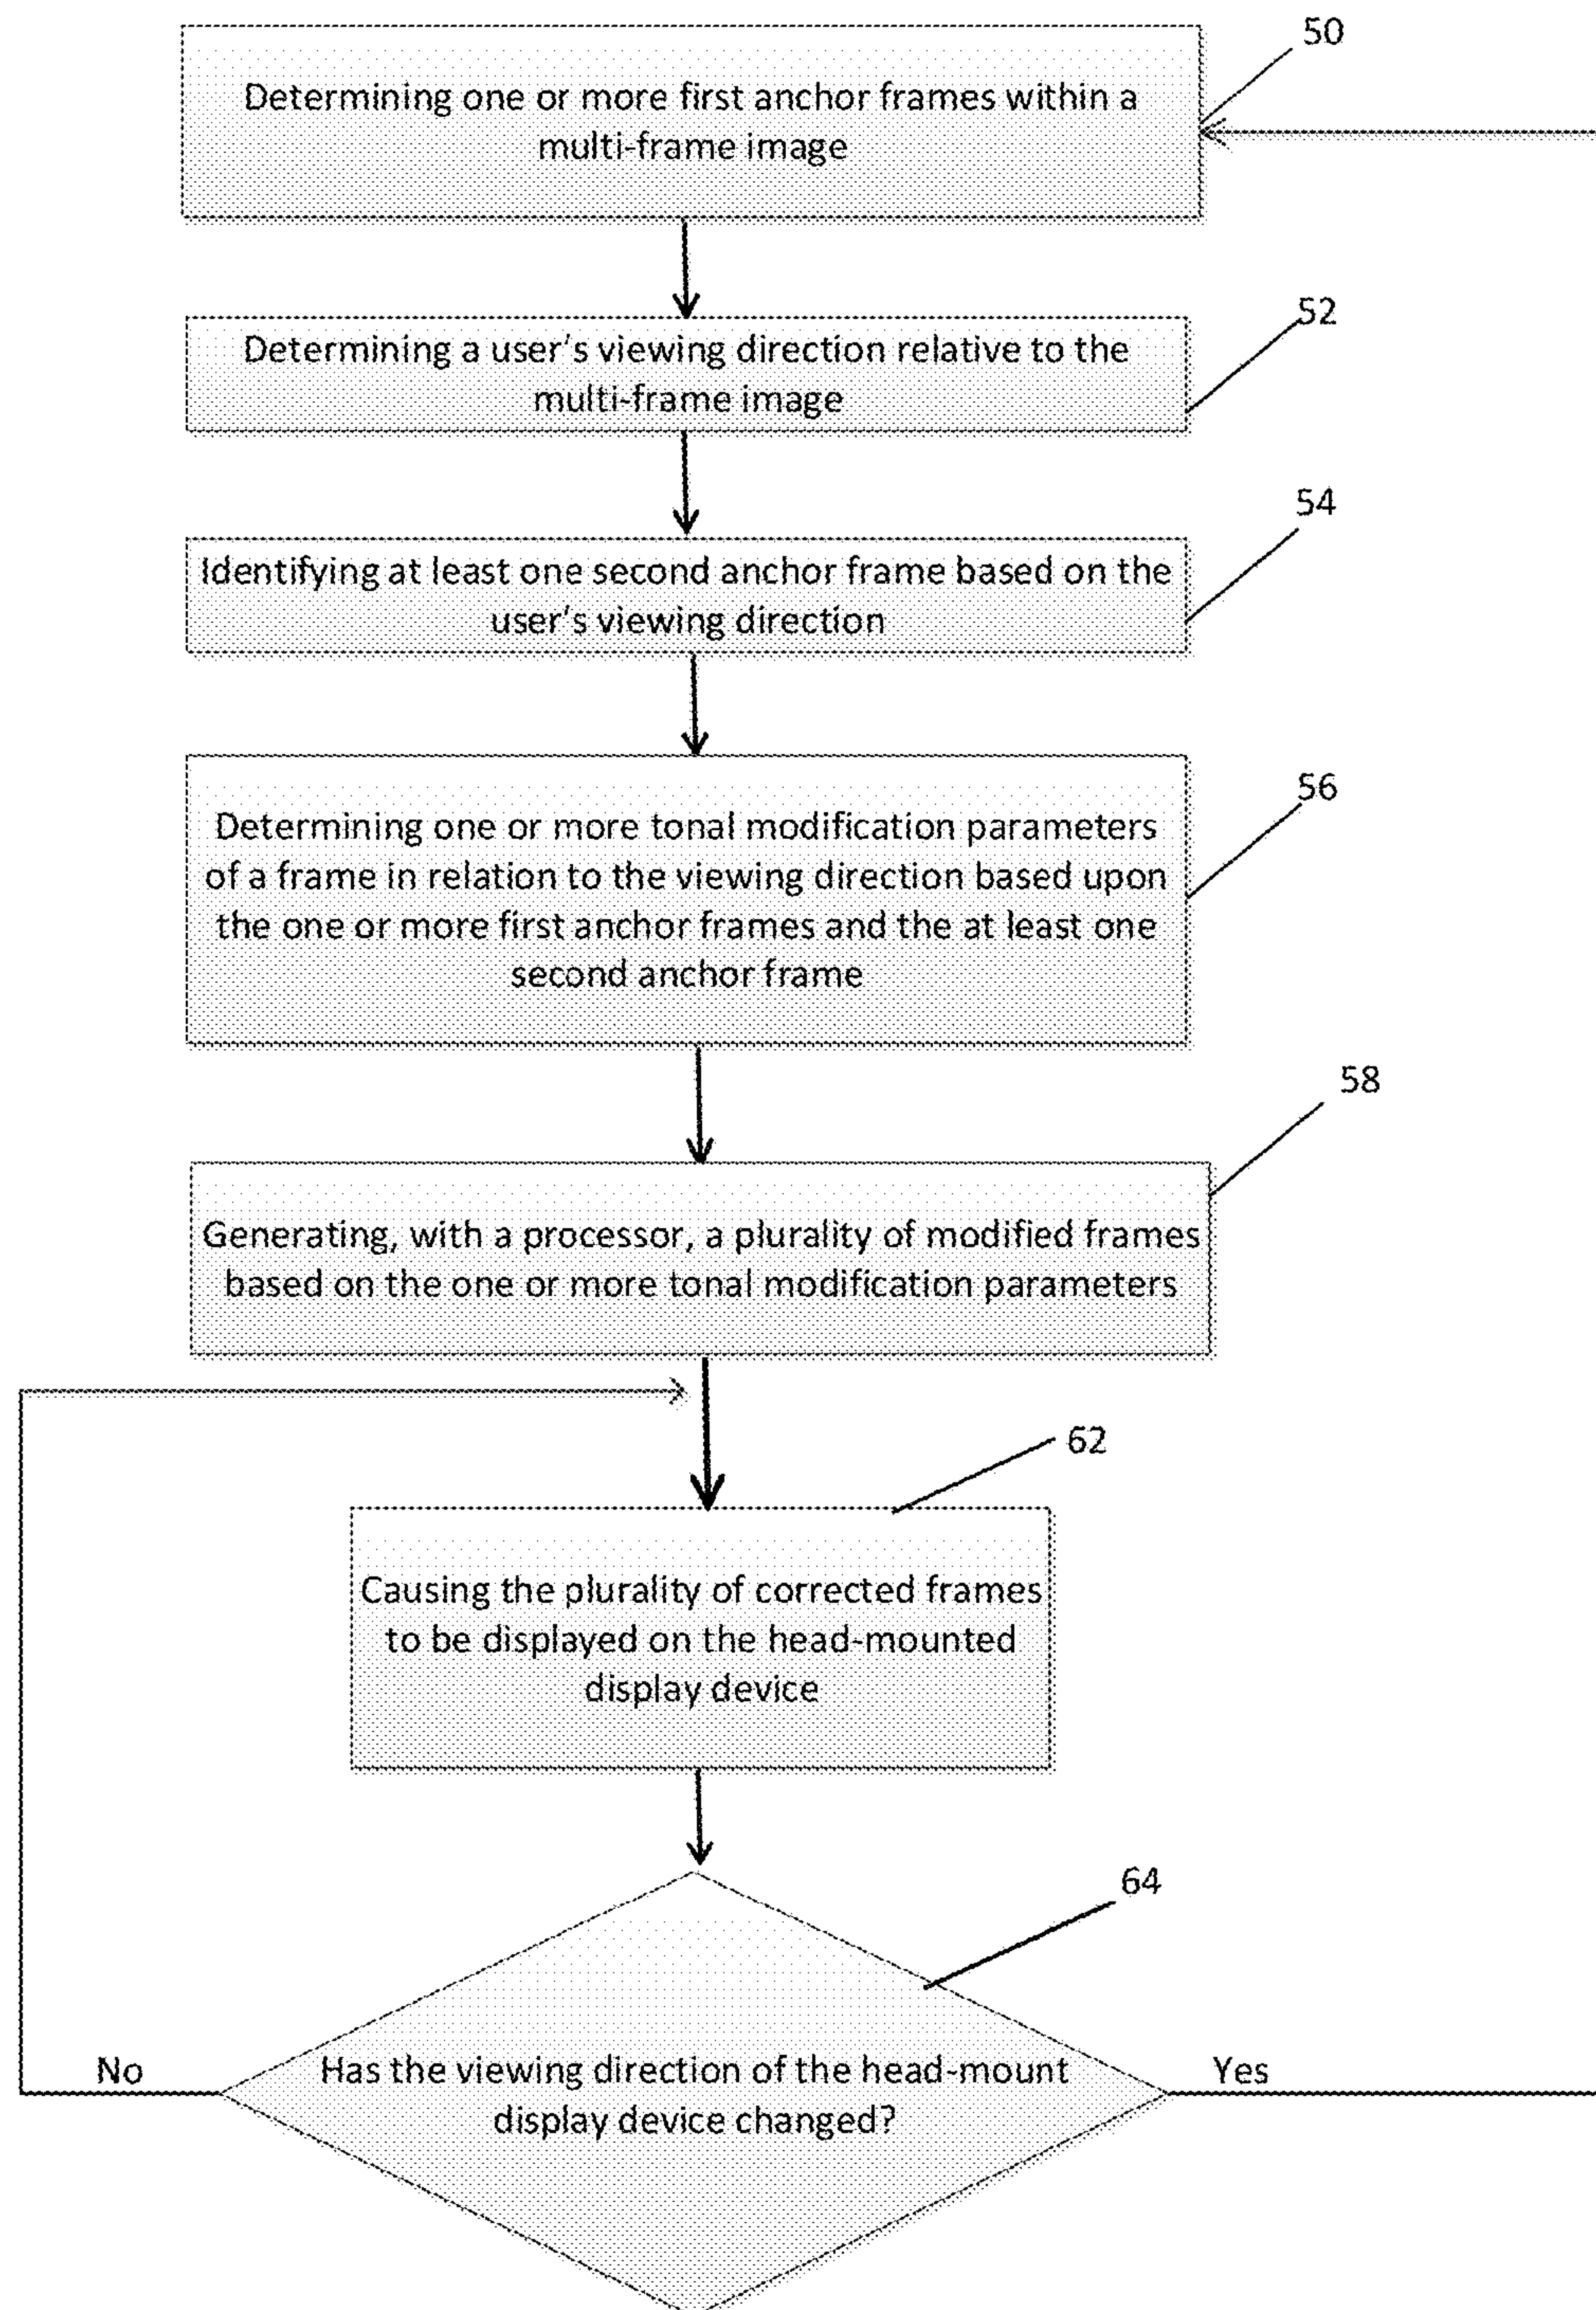 50
Determining one or more first anchor frames within a
multi-frame image
52
Determining a user's viewing direction relative to the
multi-frame image
54
Identifying at least one second anchor frame based on the
user's viewing direction
56
Determining one or more tonal modification parameters
of a frame in relation to the viewing direction based upon
the one or more first anchor frames and the at least one
second anchor frame
58
Generating, with a processor, a plurality of modified frames
based on the one or more tonal modification parameters
62
Causing the plurality of corrected frames
to be displayed on the head-mounted
display device
64
No
Has the viewing direction of the head-mount
display device changed?
Yes